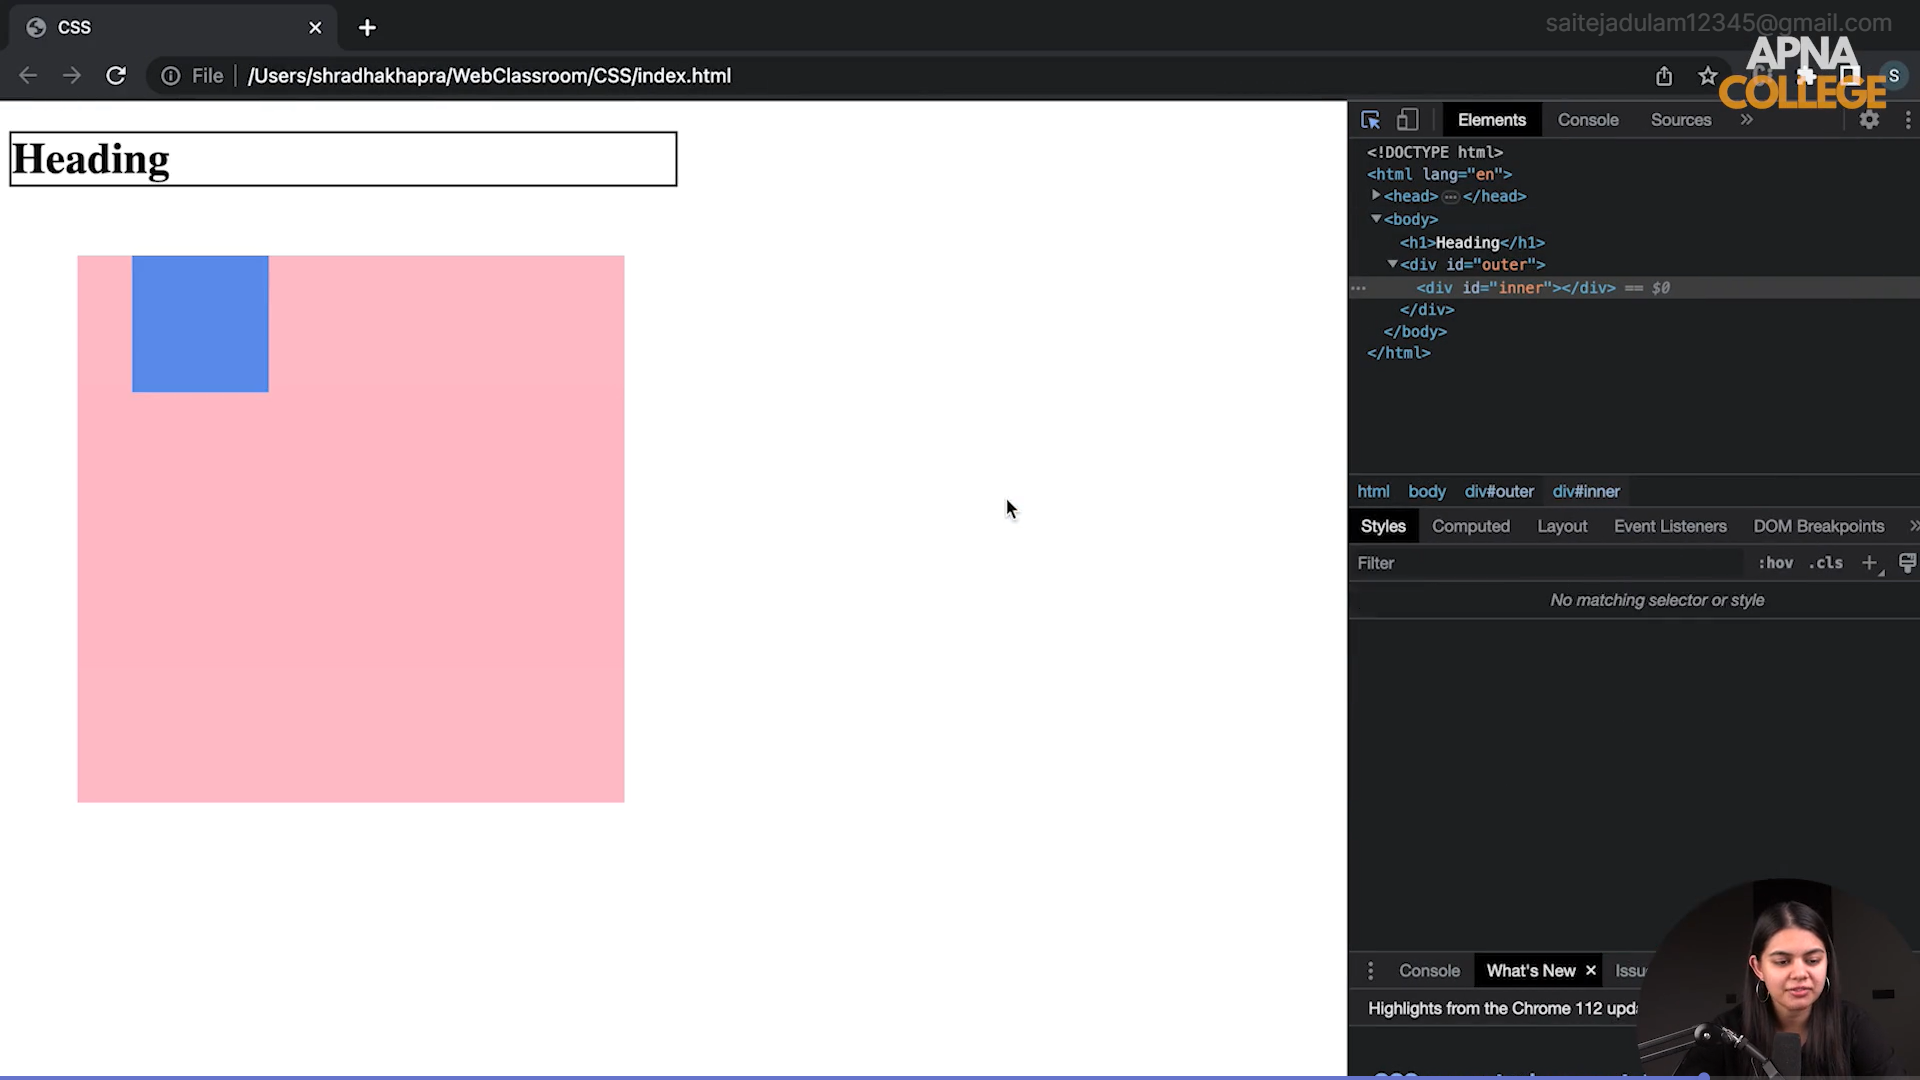 CSS
saitejadulam12345@gmail.com
APNA
COLLEGE
File
/Users/shradhakhapra/WebClassroom/CSS/index.html
S
Heading
Elements
Console
Sources
<!DOCTYPE html>
<html lang="en">
<head> … </head>
<body>
<h1>Heading</h1>
<div id="outer">
<div id="inner"></div> == $0
</div>
</body>
</html>
html body div#outer div#inner
Styles Computed Layout Event Listeners DOM Breakpoints
Filter
:hov .cls
No matching selector or style
Console What's New Issu
Highlights from the Chrome 112 upda